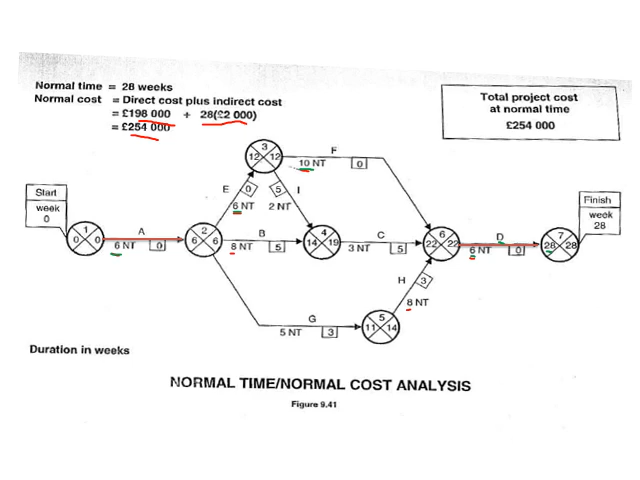 Normal time = 28 weeks
Normal cost = Direct cost plus indirect cost
= £198 000 + 28(£2 000)
= £254 000
Total project cost
at normal time
£254 000
Start
week
0
Finish
week
28
1
0 0
A
6 NT 0
2
6 6
E
0
6 NT
3
12 12
F
10 NT 0
5
I
2 NT
B
8 NT 5
4
14 19
C
3 NT 5
6
22 22
D
6 NT 0
7
28 28
H
3
8 NT
G
5 NT 3
5
11 14
Duration in weeks
NORMAL TIME/NORMAL COST ANALYSIS
Figure 9.41